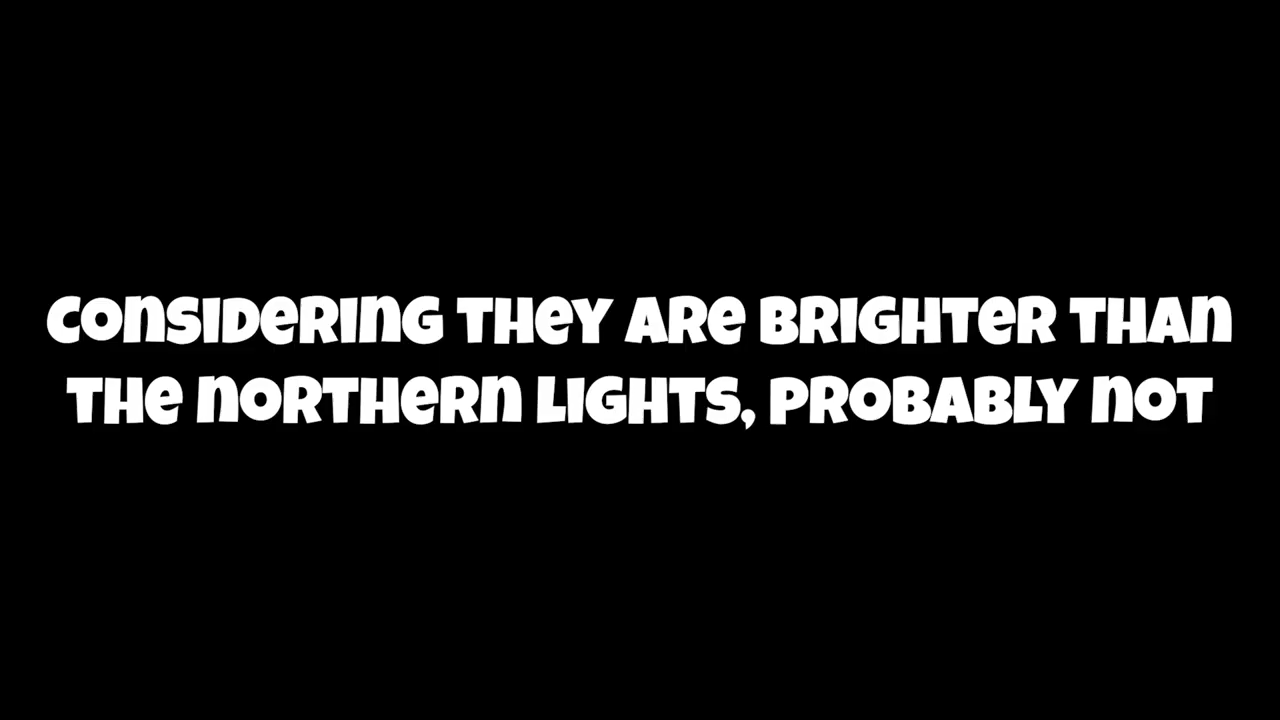 Considering they are brighter than
the northern lights, probably not